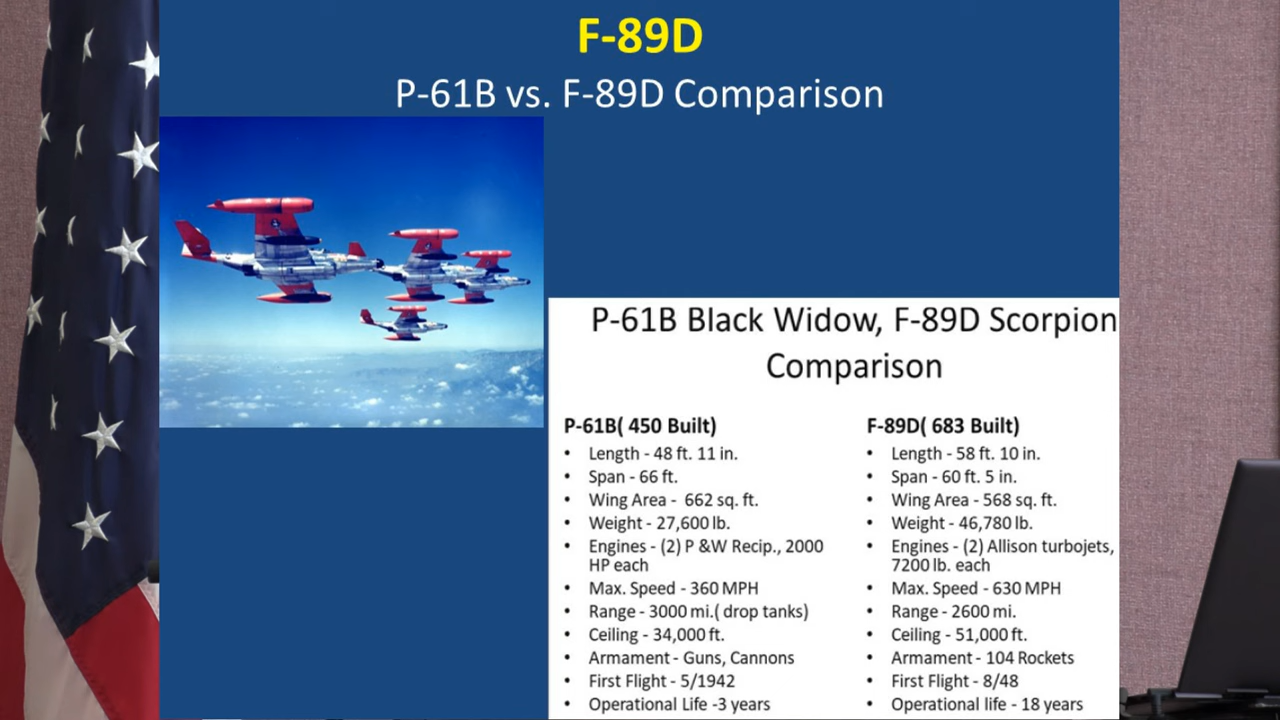 F-89D
P-61B vs. F-89D Comparison
P-61B Black Widow, F-89D Scorpion
Comparison
P-61B( 450 Built)
• Length - 48 ft. 11 in.
• Span - 66 ft.
• Wing Area -  662 sq. ft.
• Weight - 27,600 lb.
• Engines - (2) P &W Recip., 2000
HP each
• Max. Speed - 360 MPH
• Range - 3000 mi.( drop tanks)
• Ceiling - 34,000 ft.
• Armament - Guns, Cannons
• First Flight - 5/1942
• Operational Life -3 years
F-89D( 683 Built)
• Length - 58 ft. 10 in.
• Span - 60 ft. 5 in.
• Wing Area - 568 sq. ft.
• Weight - 46,780 lb.
• Engines - (2) Allison turbojets,
7200 lb. each
• Max. Speed - 630 MPH
• Range - 2600 mi.
• Ceiling - 51,000 ft.
• Armament - 104 Rockets
• First Flight - 8/48
• Operational life - 18 years